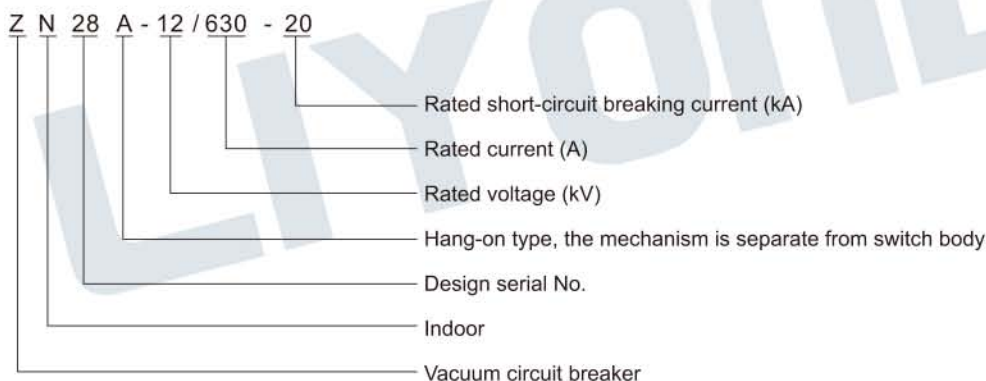 Z N 28 A - 12 / 630 - 20
LIYOND
Rated short-circuit breaking current (kA)
Rated current (A)
Rated voltage (kV)
Hang-on type, the mechanism is separate from switch body
Design serial No.
Indoor
Vacuum circuit breaker